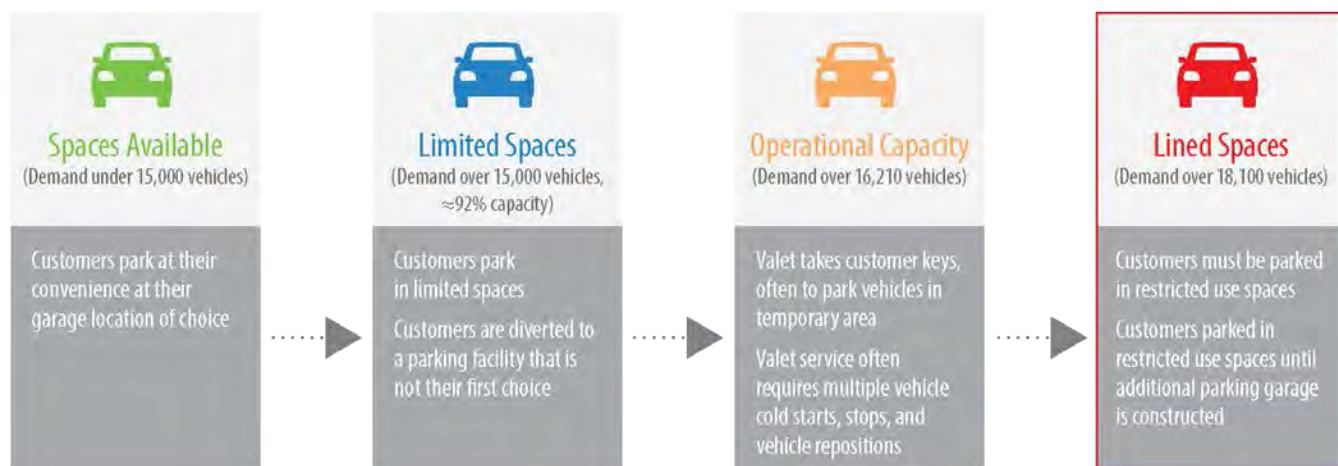 Spaces Available
(Demand under 15,000 vehicles)
Customers park at their
convenience at their
garage location of choice
Limited Spaces
(Demand over 15,000 vehicles,
≈92% capacity)
Customers park
in limited spaces
Customers are diverted to
a parking facility that is
not their first choice
Operational Capacity
(Demand over 16,210 vehicles)
Valet takes customer keys,
often to park vehicles in
temporary area
Valet service often
requires multiple vehicle
cold starts, stops, and
vehicle repositions
Lined Spaces
(Demand over 18,100 vehicles)
Customers must be parked
in restricted use spaces
Customers parked in
restricted use spaces until
additional parking garage
is constructed